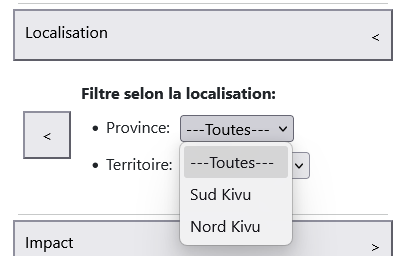 Localisation <
Filtre selon la localisation:
<
• Province: ---Toutes---
---Toutes---
• Territoire:
Sud Kivu
Nord Kivu
Impact >